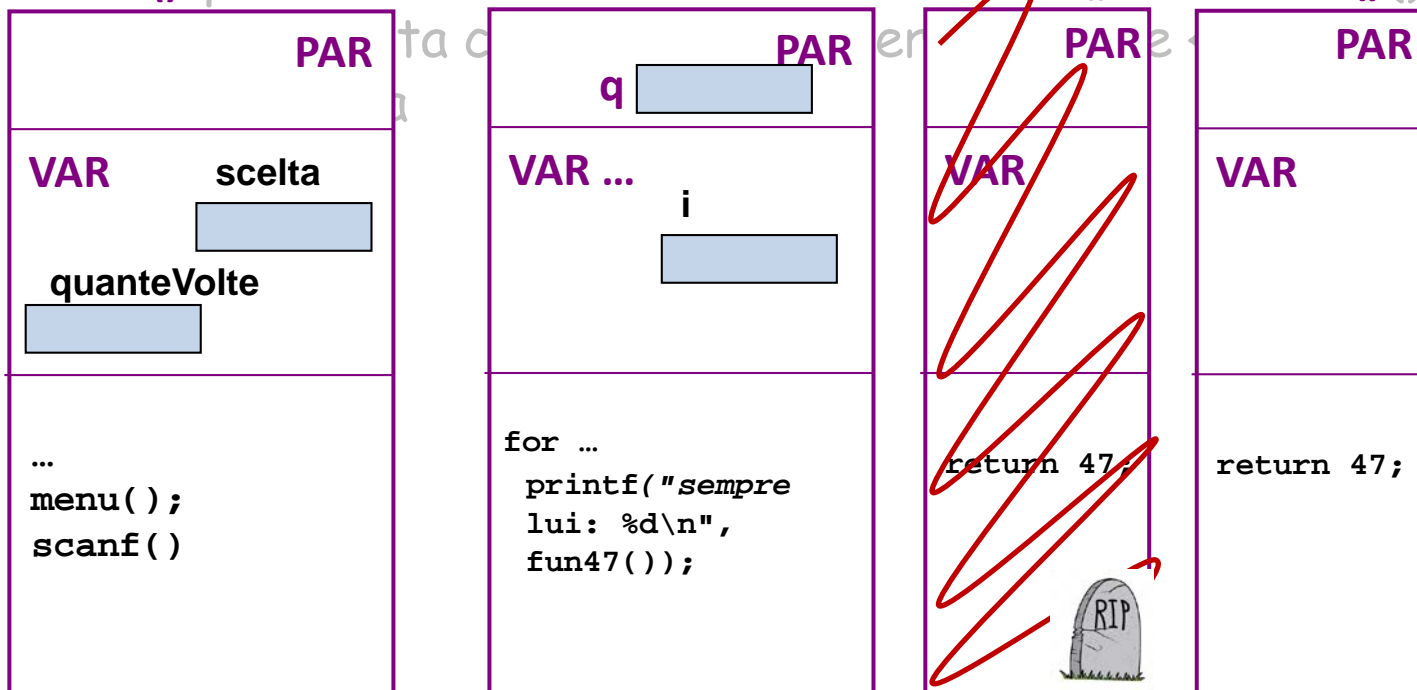 PAR
VAR scelta
quanteVolte
…
menu();
scanf()
PAR
q
VAR …
i
for …
printf("sempre
lui: %d\n",
fun47());
PAR
VAR
return 47;
RIP
PAR
VAR
return 47;